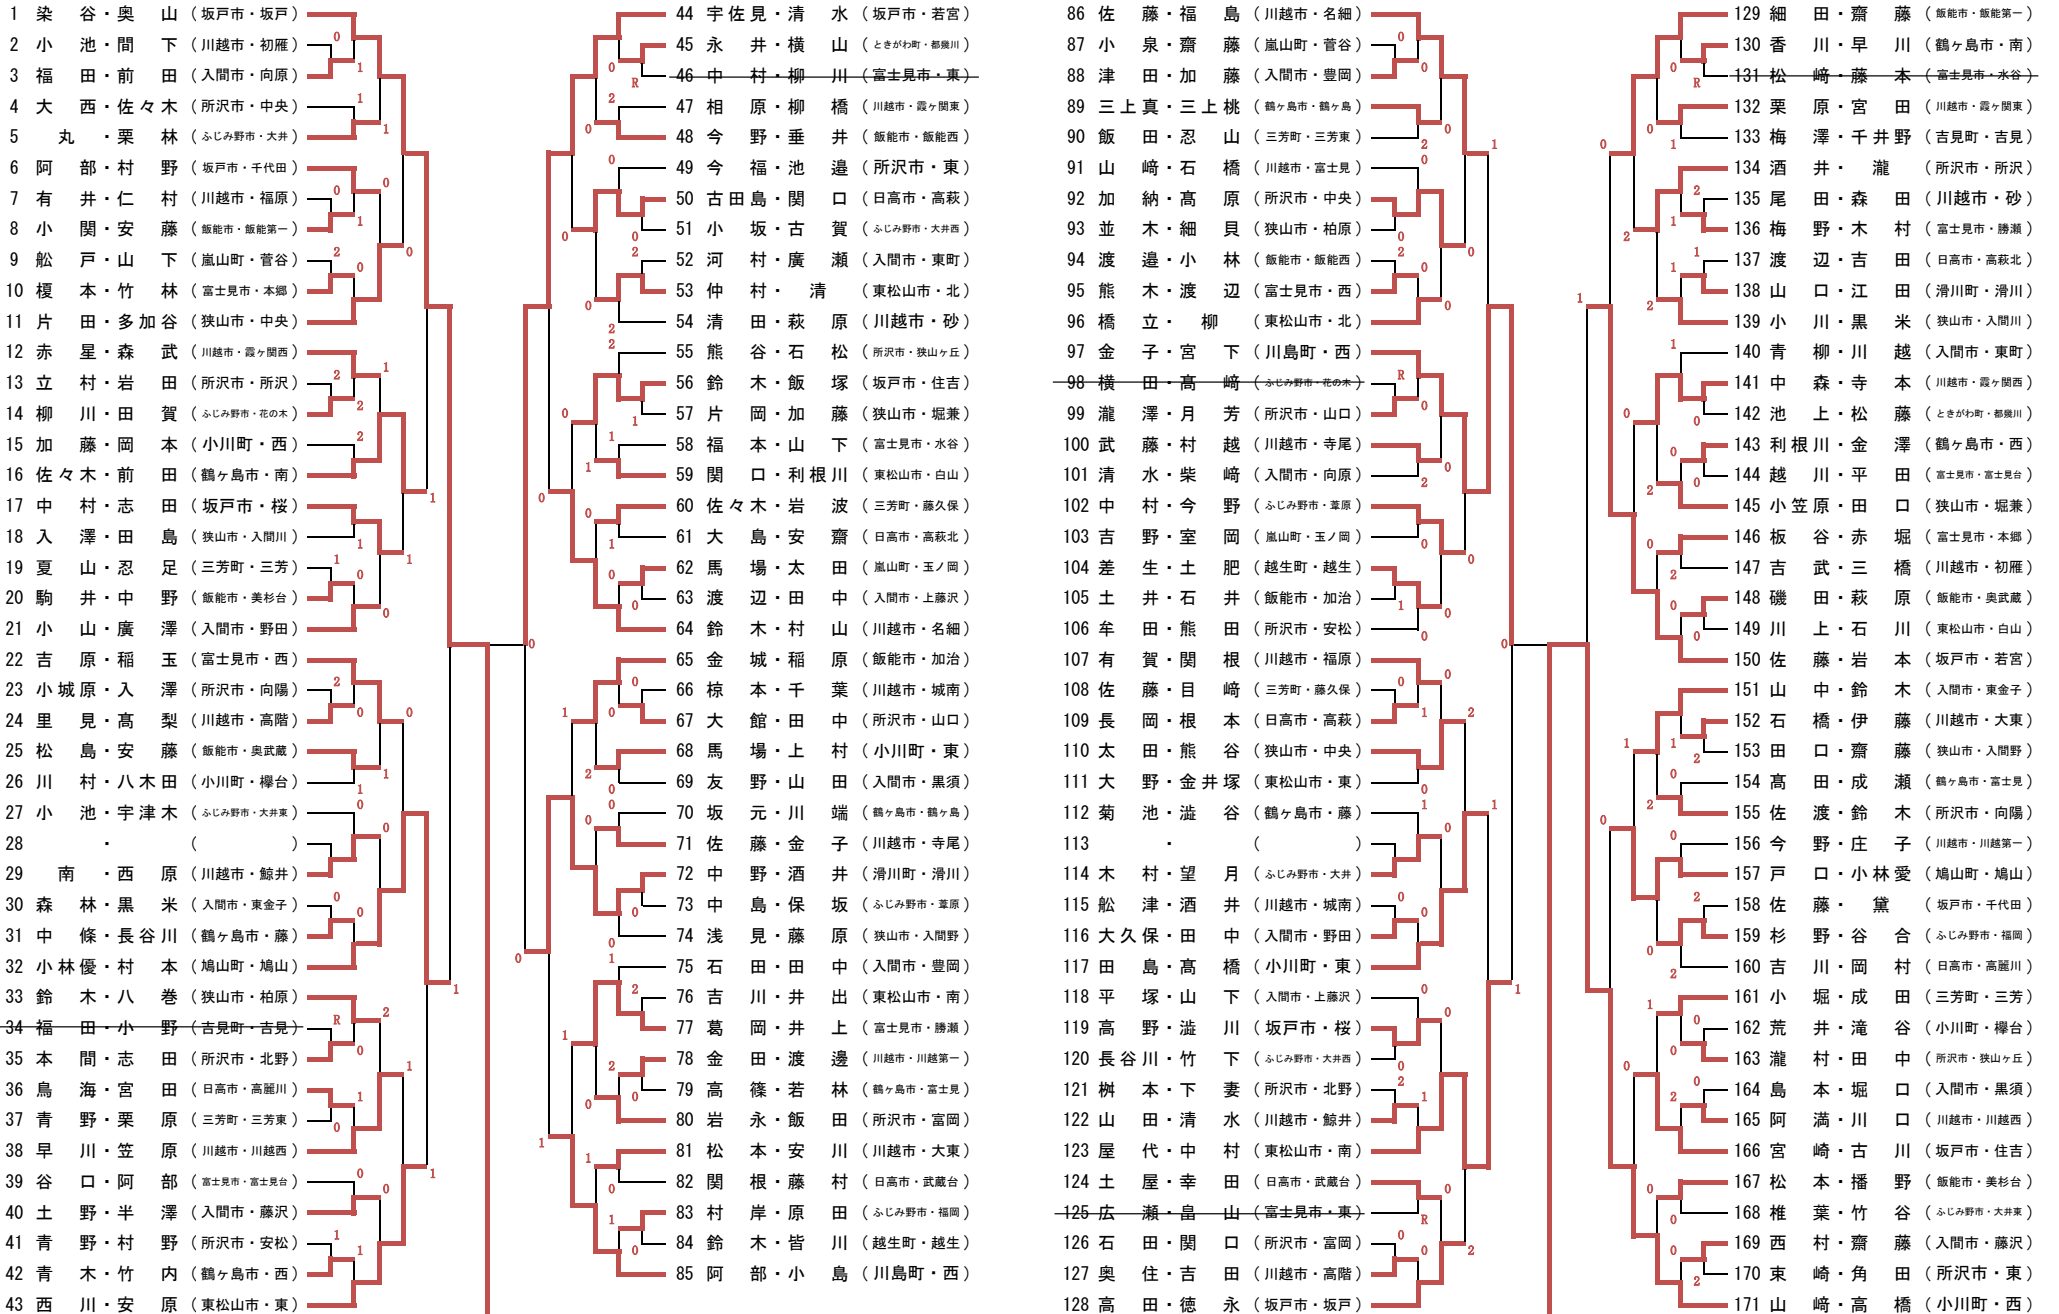 1 染谷・奥山 (坂戸市・坂戸)
2 小池・間下 (川越市・初雁)
3 福田・前田 (入間市・向原)
4 大西・佐々木 (所沢市・中央)
5 丸・栗林 (ふじみ野市・大井)
6 阿部・村野 (坂戸市・千代田)
7 有井・仁村 (川越市・福原)
8 小関・安藤 (飯能市・飯能第一)
9 舩戸・山下 (嵐山町・菅谷)
10 榎本・竹林 (富士見市・本郷)
11 片田・多加谷 (狭山市・中央)
12 赤星・森武 (川越市・霞ヶ関西)
13 立村・岩田 (所沢市・所沢)
14 柳川・田賀 (ふじみ野市・花の木)
15 加藤・岡本 (小川町・西)
16 佐々木・前田 (鶴ヶ島市・南)
17 中村・志田 (坂戸市・桜)
18 入澤・田島 (狭山市・入間川)
19 夏山・忍足 (三芳町・三芳)
20 駒井・中野 (飯能市・美杉台)
21 小山・廣澤 (入間市・野田)
22 吉原・稲玉 (富士見市・西)
23 小城原・入澤 (所沢市・向陽)
24 里見・髙梨 (川越市・高階)
25 松島・安藤 (飯能市・奥武蔵)
26 川村・八木田 (小川町・欅台)
27 小池・宇津木 (ふじみ野市・大井東)
28 ・ ( )
29 南・西原 (川越市・鯨井)
30 森林・黒米 (入間市・東金子)
31 中條・長谷川 (鶴ヶ島市・藤)
32 小林優・村本 (鳩山町・鳩山)
33 鈴木・八巻 (狭山市・柏原)
34 福田・小野 (吉見町・吉見)
35 本間・志田 (所沢市・北野)
36 鳥海・宮田 (日高市・高麗川)
37 青野・栗原 (三芳町・三芳東)
38 早川・笠原 (川越市・川越西)
39 谷口・阿部 (富士見市・富士見台)
40 土野・半澤 (入間市・藤沢)
41 青野・村野 (所沢市・安松)
42 青木・竹内 (鶴ヶ島市・西)
43 西川・安原 (東松山市・東)
44 宇佐見・清水 (坂戸市・若宮)
45 永井・横山 (ときがわ町・都幾川)
46 中村・柳川 (富士見市・東)
47 相原・柳橋 (川越市・霞ヶ関東)
48 今野・垂井 (飯能市・飯能西)
49 今福・池邉 (所沢市・東)
50 古田島・関口 (日高市・高萩)
51 小坂・古賀 (ふじみ野市・大井西)
52 河村・廣瀬 (入間市・東町)
53 仲村・清 (東松山市・北)
54 清田・萩原 (川越市・砂)
55 熊谷・石松 (所沢市・狭山ヶ丘)
56 鈴木・飯塚 (坂戸市・住吉)
57 片岡・加藤 (狭山市・堀兼)
58 福本・山下 (富士見市・水谷)
59 関口・利根川 (東松山市・白山)
60 佐々木・岩波 (三芳町・藤久保)
61 大島・安齋 (日高市・高萩北)
62 馬場・太田 (嵐山町・玉ノ岡)
63 渡辺・田中 (入間市・上藤沢)
64 鈴木・村山 (川越市・名細)
65 金城・稲原 (飯能市・加治)
66 椋本・千葉 (川越市・城南)
67 大館・田中 (所沢市・山口)
68 馬場・上村 (小川町・東)
69 友野・山田 (入間市・黒須)
70 坂元・川端 (鶴ヶ島市・鶴ヶ島)
71 佐藤・金子 (川越市・寺尾)
72 中野・酒井 (滑川町・滑川)
73 中島・保坂 (ふじみ野市・葦原)
74 浅見・藤原 (狭山市・入間野)
75 石田・田中 (入間市・豊岡)
76 吉川・井出 (東松山市・南)
77 葛岡・井上 (富士見市・勝瀬)
78 金田・渡邊 (川越市・川越第一)
79 高篠・若林 (鶴ヶ島市・富士見)
80 岩永・飯田 (所沢市・富岡)
81 松本・安川 (川越市・大東)
82 関根・藤村 (日高市・武蔵台)
83 村岸・原田 (ふじみ野市・福岡)
84 鈴木・皆川 (越生町・越生)
85 阿部・小島 (川島町・西)
86 佐藤・福島 (川越市・名細)
87 小泉・齋藤 (嵐山町・菅谷)
88 津田・加藤 (入間市・豊岡)
89 三上真・三上桃 (鶴ヶ島市・鶴ヶ島)
90 飯田・忍山 (三芳町・三芳東)
91 山﨑・石橋 (川越市・富士見)
92 加納・髙原 (所沢市・中央)
93 並木・細貝 (狭山市・柏原)
94 渡邉・小林 (飯能市・飯能西)
95 熊木・渡辺 (富士見市・西)
96 橋立・柳 (東松山市・北)
97 金子・宮下 (川島町・西)
98 横田・髙﨑 (ふじみ野市・花の木)
99 瀧澤・月芳 (所沢市・山口)
100 武藤・村越 (川越市・寺尾)
101 清水・柴﨑 (入間市・向原)
102 中村・今野 (ふじみ野市・葦原)
103 吉野・室岡 (嵐山町・玉ノ岡)
104 差生・土肥 (越生町・越生)
105 土井・石井 (飯能市・加治)
106 牟田・熊田 (所沢市・安松)
107 有賀・関根 (川越市・福原)
108 佐藤・目﨑 (三芳町・藤久保)
109 長岡・根本 (日高市・高萩)
110 太田・熊谷 (狭山市・中央)
111 大野・金井塚 (東松山市・東)
112 菊池・澁谷 (鶴ヶ島市・藤)
113 ・ ( )
114 木村・望月 (ふじみ野市・大井)
115 舩津・酒井 (川越市・城南)
116 大久保・田中 (入間市・野田)
117 田島・髙橋 (小川町・東)
118 平塚・山下 (入間市・上藤沢)
119 高野・澁川 (坂戸市・桜)
120 長谷川・竹下 (ふじみ野市・大井西)
121 桝本・下妻 (所沢市・北野)
122 山田・清水 (川越市・鯨井)
123 屋代・中村 (東松山市・南)
124 土屋・幸田 (日高市・武蔵台)
125 広瀬・畠山 (富士見市・東)
126 石田・関口 (所沢市・富岡)
127 奥住・吉田 (川越市・高階)
128 高田・徳永 (坂戸市・坂戸)
129 細田・齋藤 (飯能市・飯能第一)
130 香川・早川 (鶴ヶ島市・南)
131 松﨑・藤本 (富士見市・水谷)
132 栗原・宮田 (川越市・霞ヶ関東)
133 梅澤・千井野 (吉見町・吉見)
134 酒井・瀧 (所沢市・所沢)
135 尾田・森田 (川越市・砂)
136 梅野・木村 (富士見市・勝瀬)
137 渡辺・吉田 (日高市・高萩北)
138 山口・江田 (滑川町・滑川)
139 小川・黒米 (狭山市・入間川)
140 青柳・川越 (入間市・東町)
141 中森・寺本 (川越市・霞ヶ関西)
142 池上・松藤 (ときがわ町・都幾川)
143 利根川・金澤 (鶴ヶ島市・西)
144 越川・平田 (富士見市・富士見台)
145 小笠原・田口 (狭山市・堀兼)
146 板谷・赤堀 (富士見市・本郷)
147 吉武・三橋 (川越市・初雁)
148 磯田・萩原 (飯能市・奥武蔵)
149 川上・石川 (東松山市・白山)
150 佐藤・岩本 (坂戸市・若宮)
151 山中・鈴木 (入間市・東金子)
152 石橋・伊藤 (川越市・大東)
153 田口・齋藤 (狭山市・入間野)
154 髙田・成瀬 (鶴ヶ島市・富士見)
155 佐渡・鈴木 (所沢市・向陽)
156 今野・庄子 (川越市・川越第一)
157 戸口・小林愛 (鳩山町・鳩山)
158 佐藤・黛 (坂戸市・千代田)
159 杉野・谷合 (ふじみ野市・福岡)
160 吉川・岡村 (日高市・高麗川)
161 小堀・成田 (三芳町・三芳)
162 荒井・滝谷 (小川町・欅台)
163 瀧村・田中 (所沢市・狭山ヶ丘)
164 島本・堀口 (入間市・黒須)
165 阿満・川口 (川越市・川越西)
166 宮崎・古川 (坂戸市・住吉)
167 松本・播野 (飯能市・美杉台)
168 椎葉・竹谷 (ふじみ野市・大井東)
169 西村・齋藤 (入間市・藤沢)
170 東崎・角田 (所沢市・東)
171 山﨑・高橋 (小川町・西)